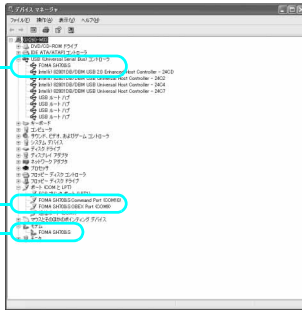 デバイス マネージャ
ファイル(F) 操作(A) 表示(V) ヘルプ(H)
DVD/CD-ROM ドライブ
IDE ATA/ATAPI コントローラ
USB (Universal Serial Bus) コントローラ
FOMA SH706iS
Intel(R) 82801DB/DBM USB 2.0 Enhanced Host Controller - 24CD
Intel(R) 82801DB/DBM USB Universal Host Controller - 24C2
Intel(R) 82801DB/DBM USB Universal Host Controller - 24C4
Intel(R) 82801DB/DBM USB Universal Host Controller - 24C7
USB ルート ハブ
USB ルート ハブ
USB ルート ハブ
USB ルート ハブ
キーボード
コンピュータ
サウンド、ビデオ、およびゲーム コントローラ
システム デバイス
ディスク ドライブ
ディスプレイ アダプタ
ネットワーク アダプタ
プロセッサ
フロッピー ディスク コントローラ
フロッピー ディスク ドライブ
ポート (COM と LPT)
FOMA SH706iS Command Port
FOMA SH706iS OBEX Port
マウスとそのほかのポインティング デバイス
モデム
FOMA SH706iS
モニタ